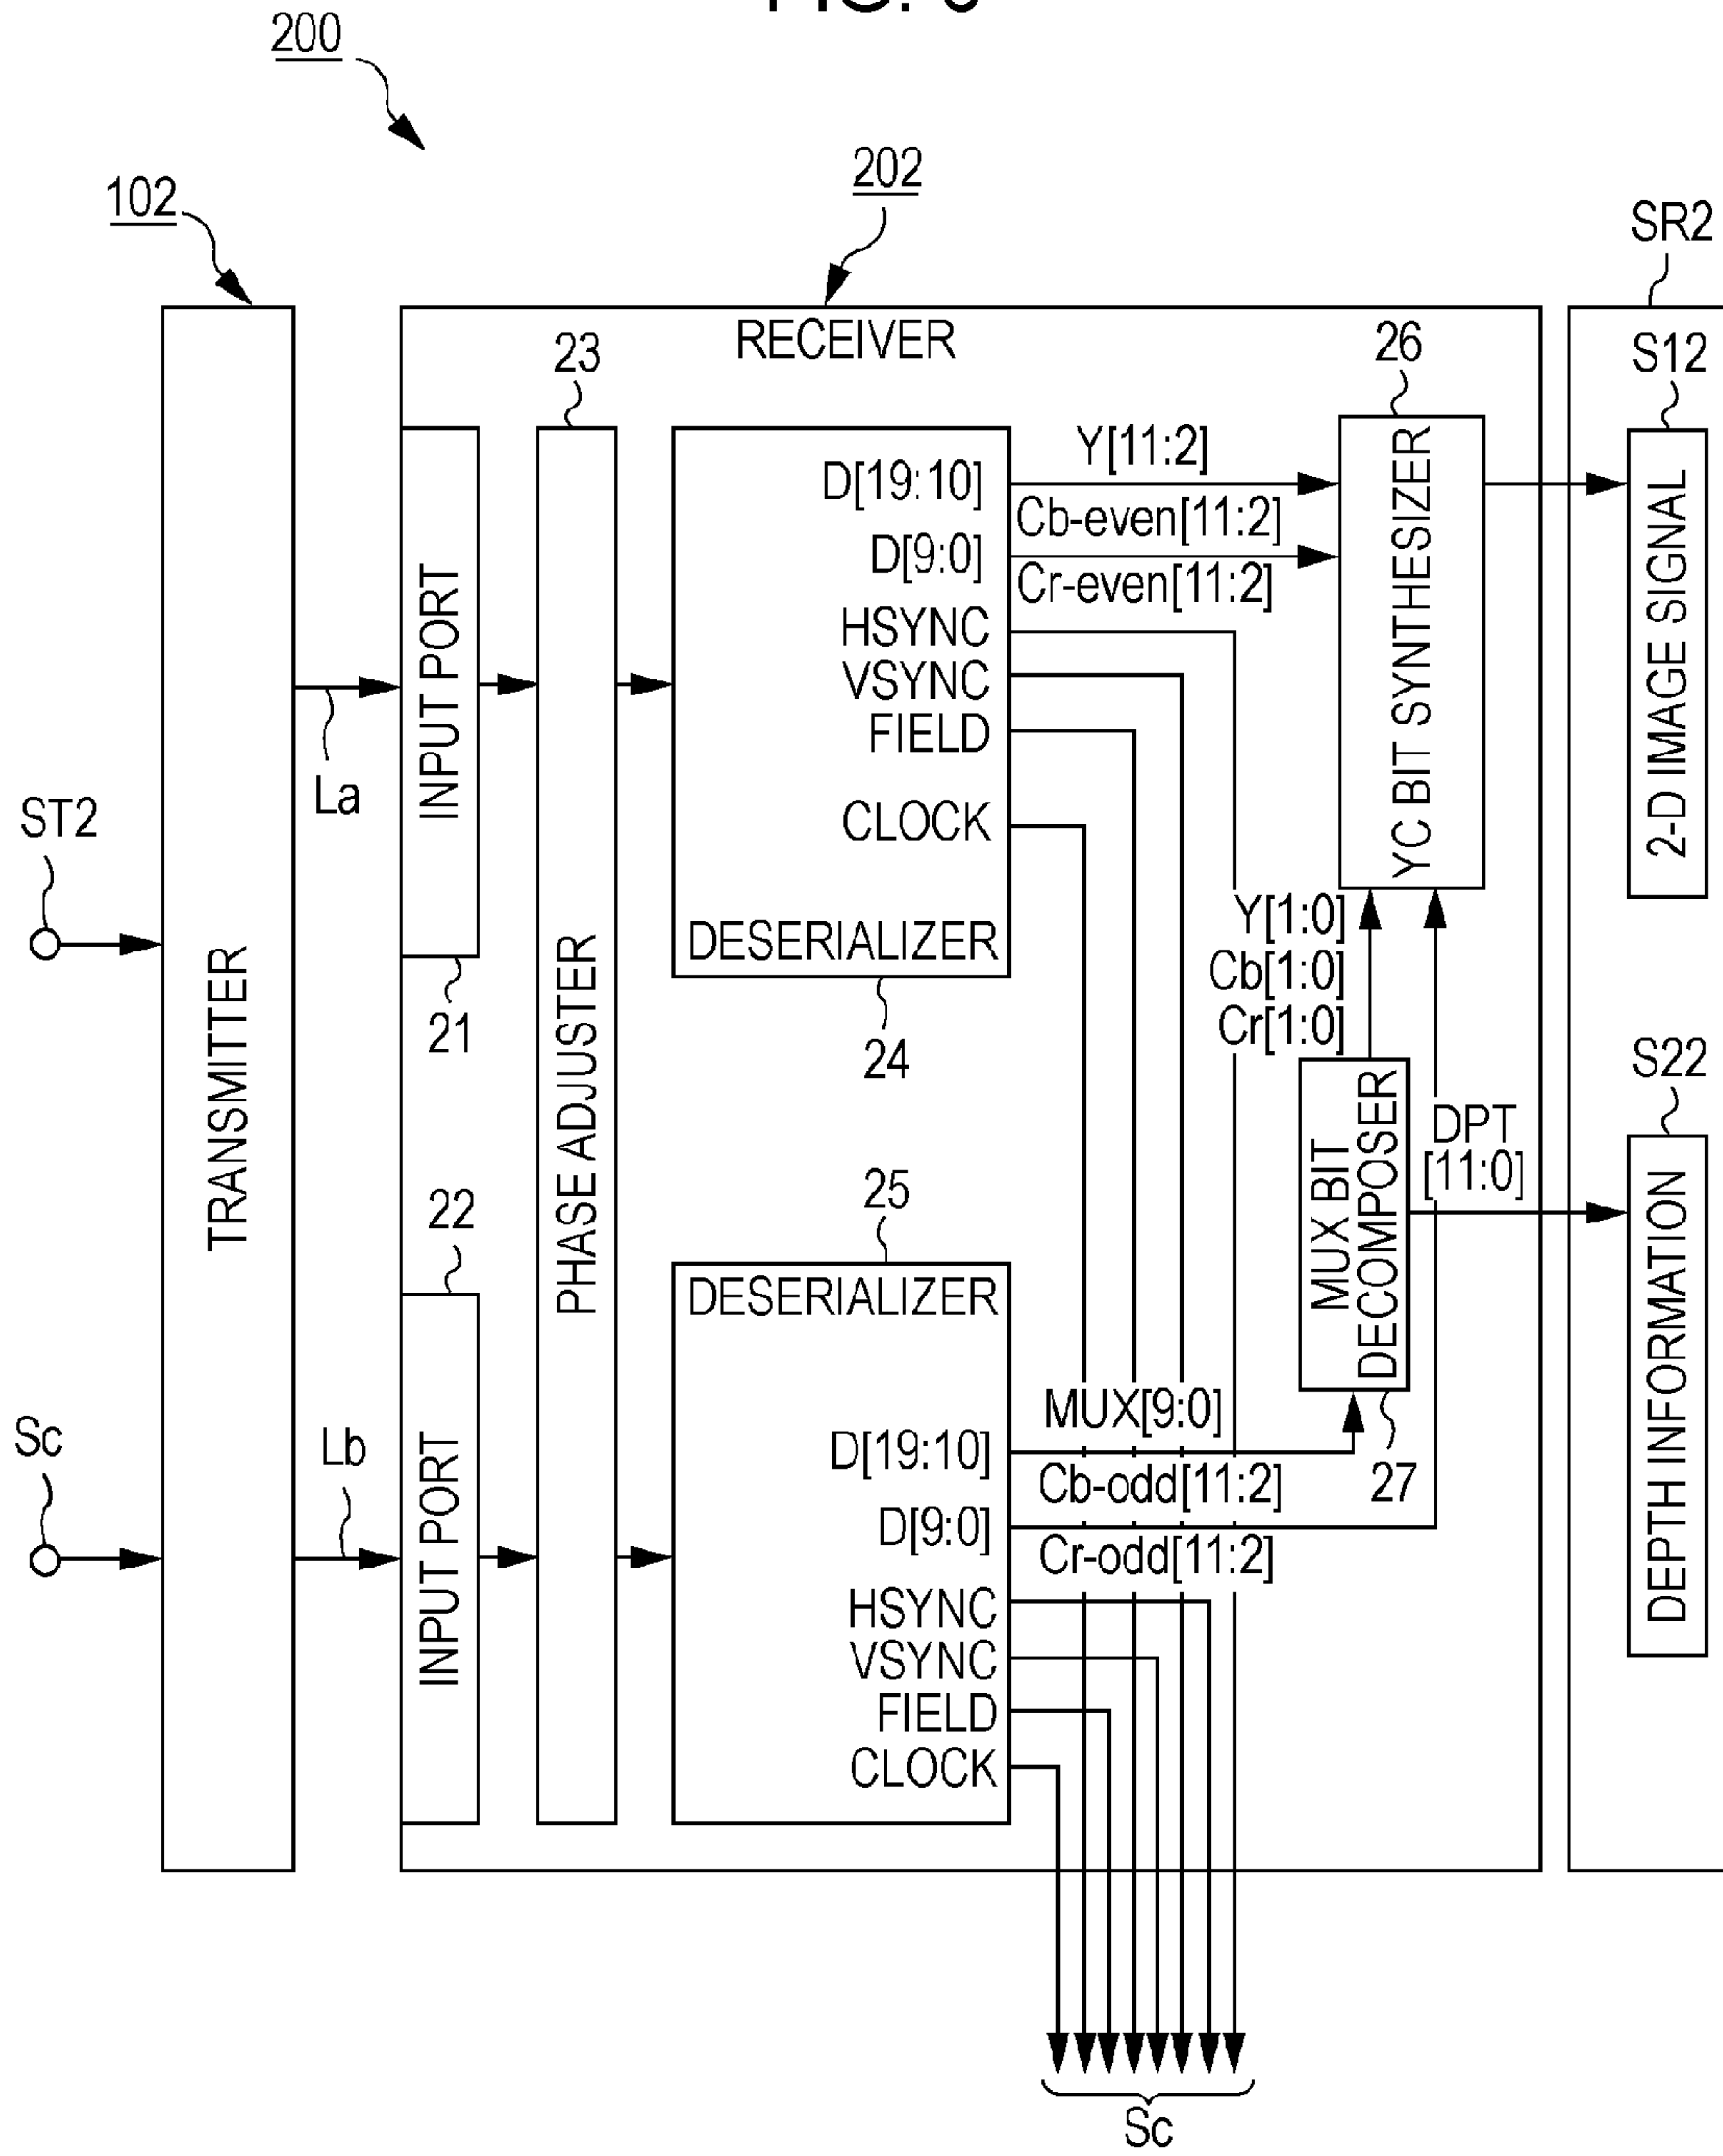 200
102
202
SR2
RECEIVER
23
26
S12
TRANSMITTER
INPUT PORT
PHASE ADJUSTER
D[19:10]
D[9:0]
HSYNC
VSYNC
FIELD
CLOCK
DESERIALIZER
Y[11:2]
Cb-even[11:2]
Cr-even[11:2]
YC BIT SYNTHESIZER
2-D IMAGE SIGNAL
La
ST2
21
24
Y[1:0]
Cb[1:0]
Cr[1:0]
S22
MUX BIT
DECOMPOSER
DPT
[11:0]
22
25
DESERIALIZER
DEPTH INFORMATION
Sc
Lb
INPUT PORT
MUX[9:0]
D[19:10]
Cb-odd[11:2]
27
D[9:0]
Cr-odd[11:2]
HSYNC
VSYNC
FIELD
CLOCK
Sc